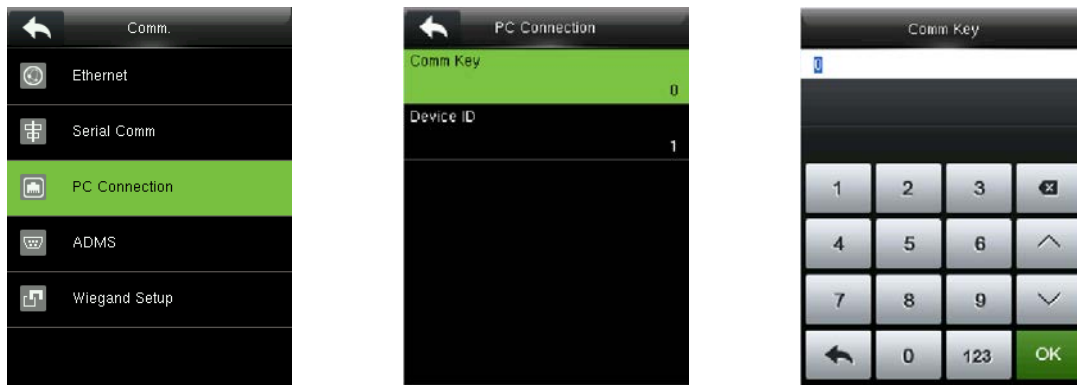 Comm.
Ethernet
Serial Comm
PC Connection
ADMS
Wiegand Setup
PC Connection
Comm Key
0
Device ID
1
Comm Key
0
1 2 3
4 5 6
7 8 9
0 123 OK